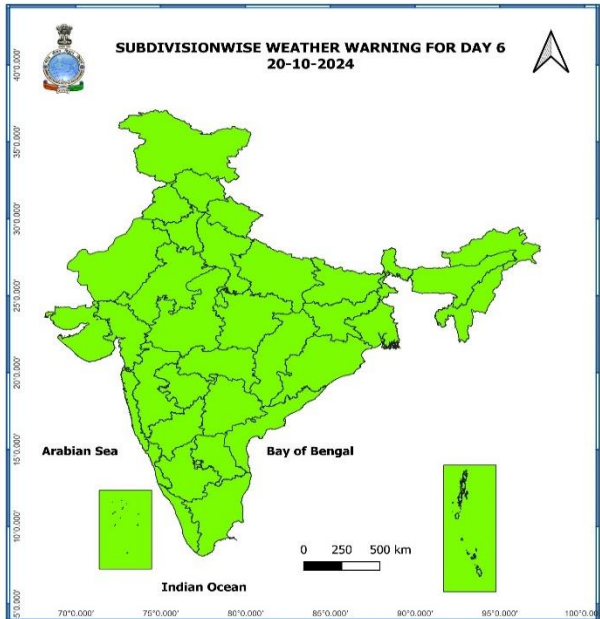 SUBDIVISIONWISE WEATHER WARNING FOR DAY 6
20-10-2024
40°0.000'
35°0.000'
30°0.000'
25°0.000'
20°0.000'
15°0.000'
10°0.000'
5°0.000'
Arabian Sea
Bay of Bengal
0 250 500 km
Indian Ocean
70°0.000' 75°0.000' 80°0.000' 85°0.000' 90°0.000' 95°0.000' 100°0.000'